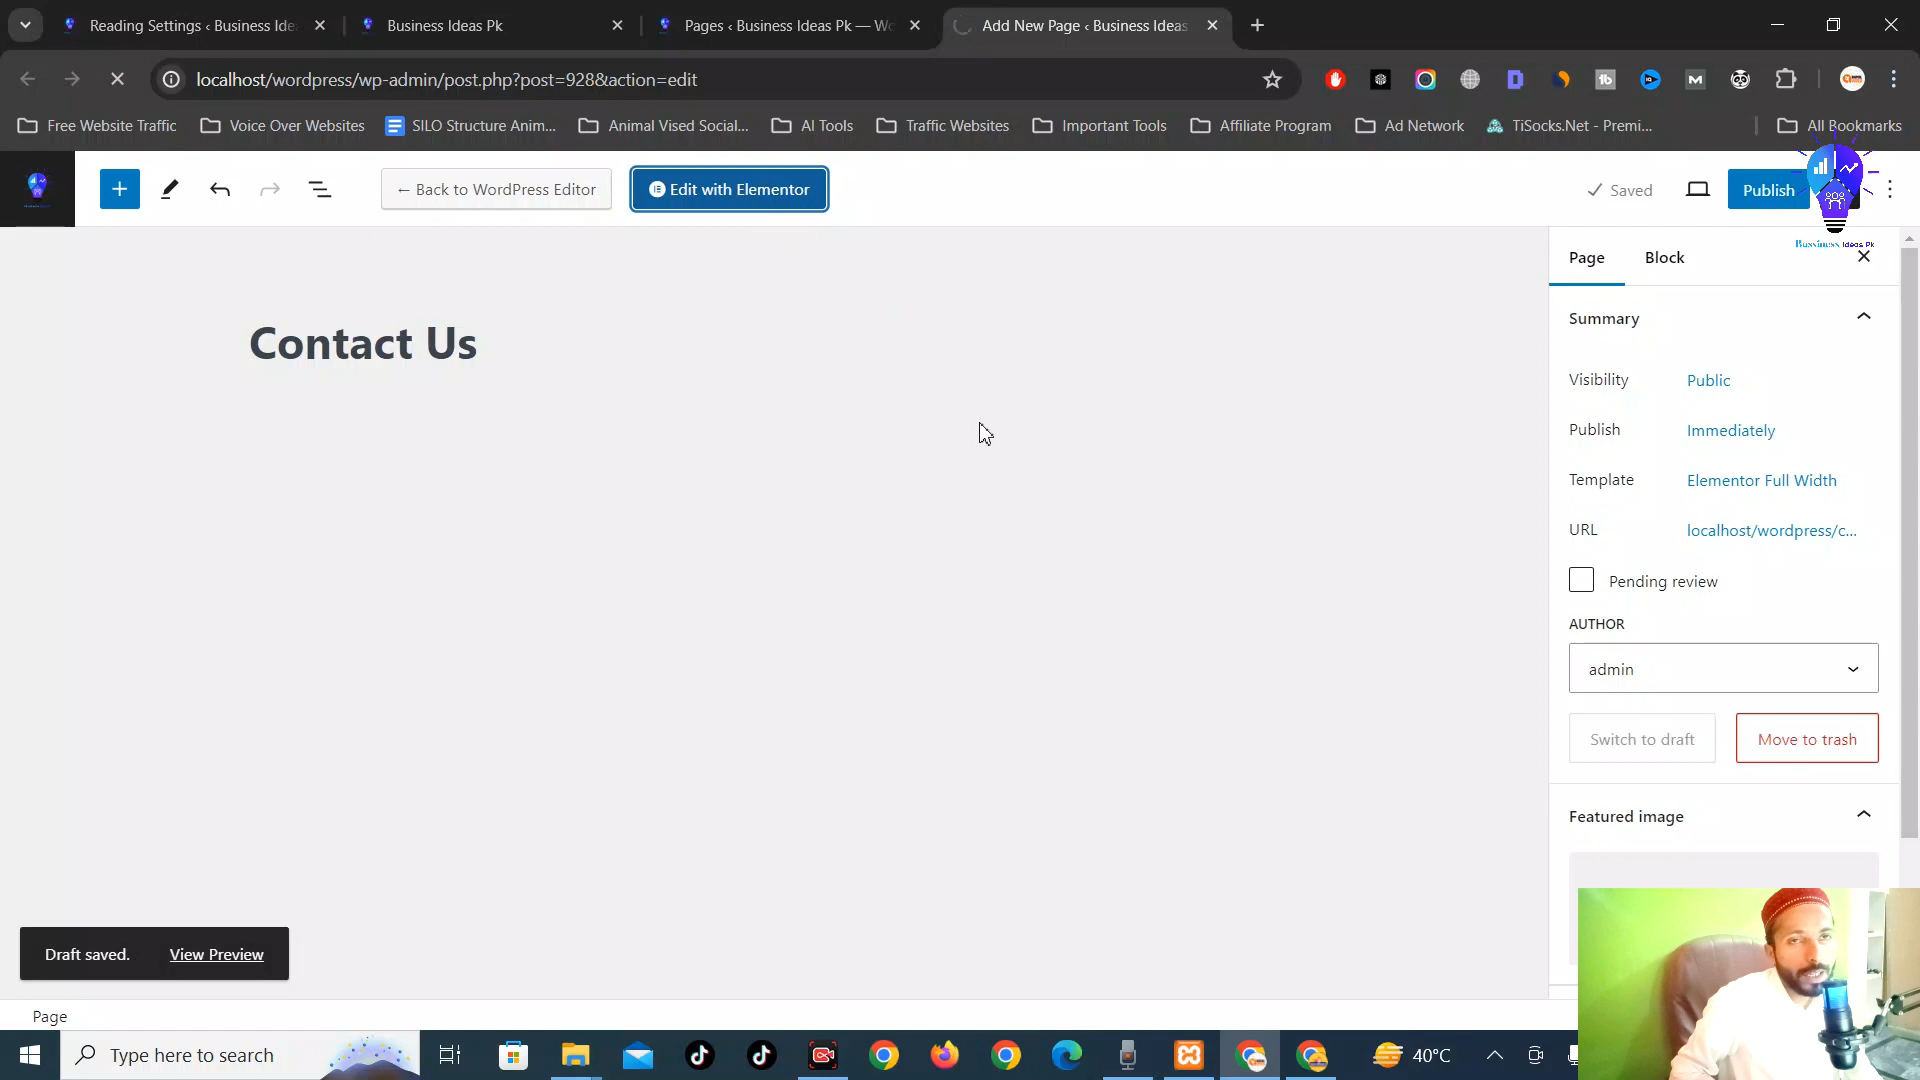 Reading Settings ‹ Business Ide
Business Ideas Pk
Pages ‹ Business Ideas Pk — Wo
Add New Page ‹ Business Ideas
localhost/wordpress/wp-admin/post.php?post=928&action=edit
Free Website Traffic
Voice Over Websites
SILO Structure Anim...
Animal Vised Social...
AI Tools
Traffic Websites
Important Tools
Affiliate Program
Ad Network
TiSocks.Net - Premi...
All Bookmarks
← Back to WordPress Editor
Edit with Elementor
Saved
Publish
Bussiness Ideas Pk
Page
Block
Contact Us
Summary
Visibility
Public
Publish
Immediately
Template
Elementor Full Width
URL
localhost/wordpress/c...
Pending review
AUTHOR
admin
Switch to draft
Move to trash
Featured image
Draft saved.
View Preview
Page
Type here to search
40°C